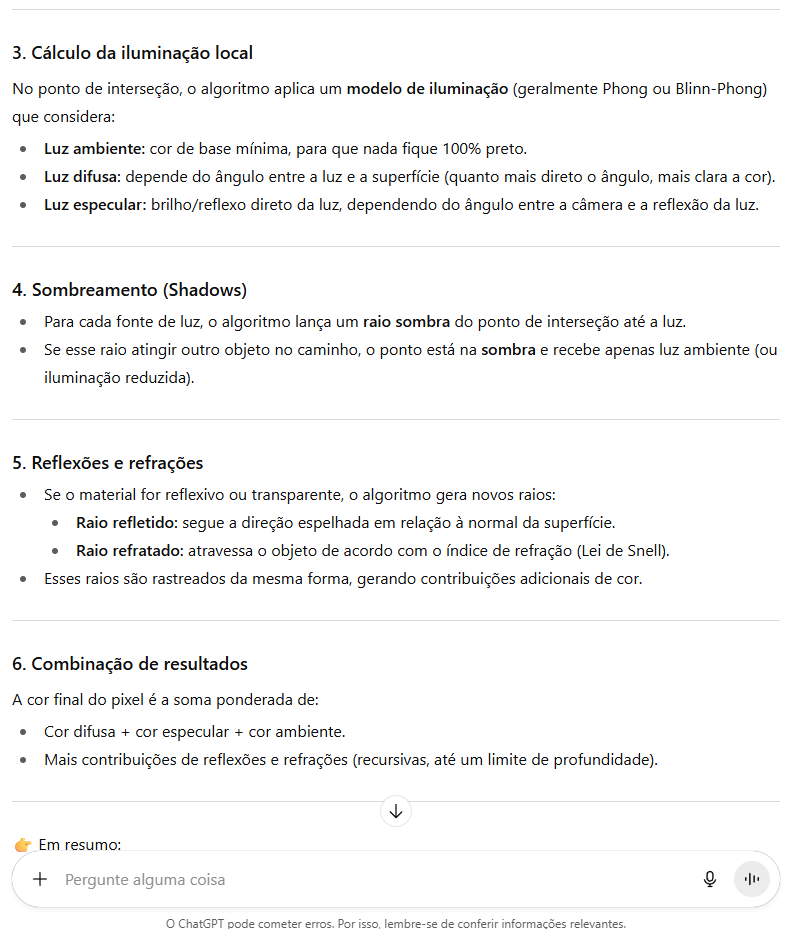 3. Cálculo da iluminação local
No ponto de interseção, o algoritmo aplica um modelo de iluminação (geralmente Phong ou Blinn-Phong)
que considera:
Luz ambiente: cor de base mínima, para que nada fique 100% preto.
Luz difusa: depende do ângulo entre a luz e a superfície (quanto mais direto o ângulo, mais clara a cor).
Luz especular: brilho/reflexo direto da luz, dependendo do ângulo entre a câmera e a reflexão da luz.
4. Sombreamento (Shadows)
Para cada fonte de luz, o algoritmo lança um raio sombra do ponto de interseção até a luz.
Se esse raio atingir outro objeto no caminho, o ponto está na sombra e recebe apenas luz ambiente (ou
iluminação reduzida).
5. Reflexões e refrações
Se o material for reflexivo ou transparente, o algoritmo gera novos raios:
Raio refletido: segue a direção espelhada em relação à normal da superfície.
Raio refratado: atravessa o objeto de acordo com o índice de refração (Lei de Snell).
Esses raios são rastreados da mesma forma, gerando contribuições adicionais de cor.
6. Combinação de resultados
A cor final do pixel é a soma ponderada de:
Cor difusa + cor especular + cor ambiente.
Mais contribuições de reflexões e refrações (recursivas, até um limite de profundidade).
👉 Em resumo:
Pergunte alguma coisa
O ChatGPT pode cometer erros. Por isso, lembre-se de conferir informações relevantes.